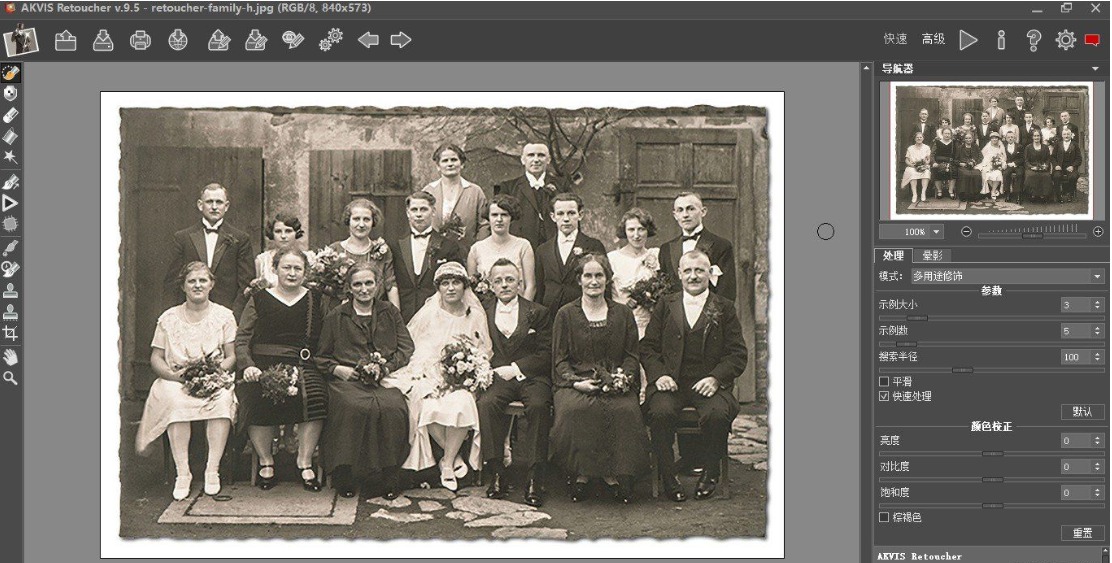 AKVIS Retoucher v.9.5 - retoucher-family-h.jpg (RGB/8, 840x573)
快速 高级
导航器
100%
处理 晕影
模式: 多用途修饰
参数
示例大小 3
示例数 5
搜索半径 100
平滑
快速处理
默认
颜色校正
亮度 0
对比度 0
饱和度 0
棕褐色
重置
AKVIS Retoucher